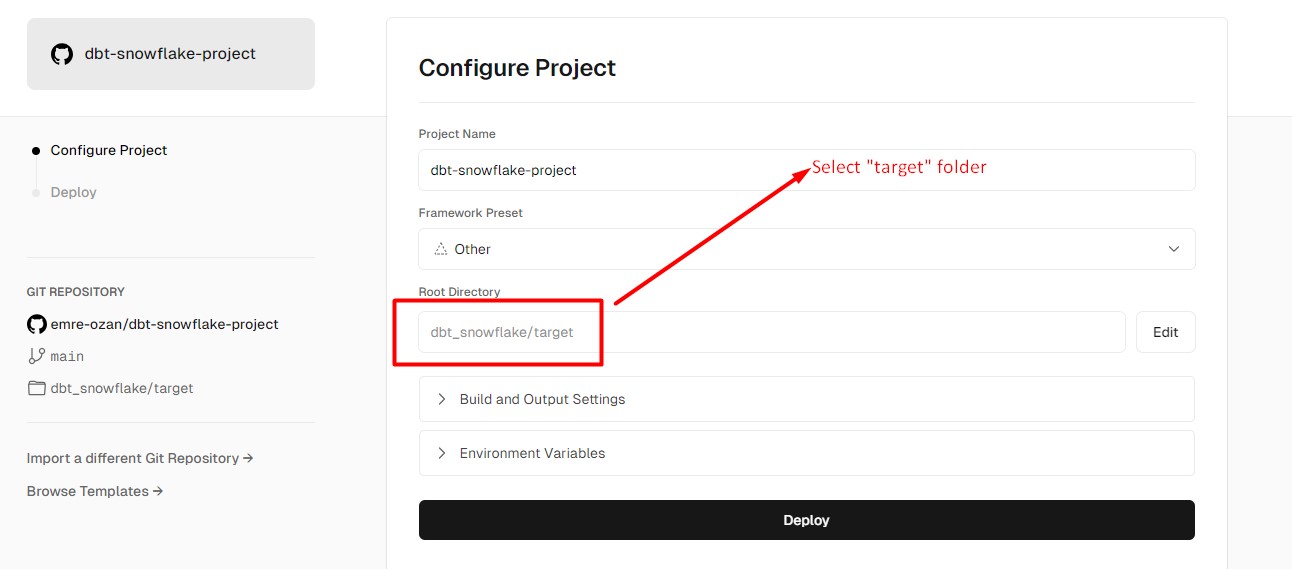 dbt-snowflake-project
Configure Project
Deploy
GIT REPOSITORY
emre-ozan/dbt-snowflake-project
main
dbt_snowflake/target
Import a different Git Repository →
Browse Templates →
Configure Project
Project Name
dbt-snowflake-project
Select "target" folder
Framework Preset
Other
Root Directory
dbt_snowflake/target
Edit
Build and Output Settings
Environment Variables
Deploy